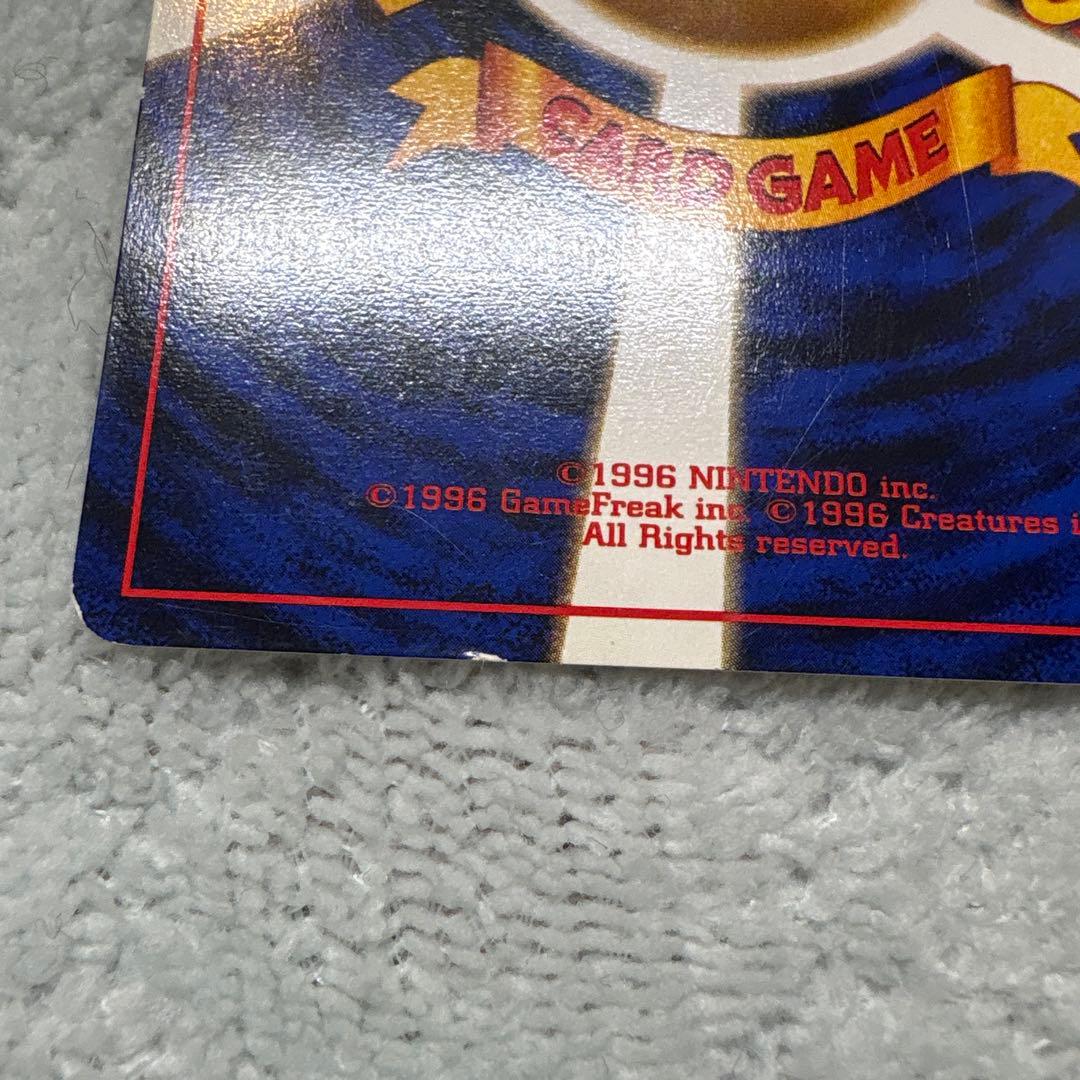 CARD GAME
©1996 NINTENDO inc.
©1996 GameFreak inc. ©1996 Creatures
All Rights reserved.